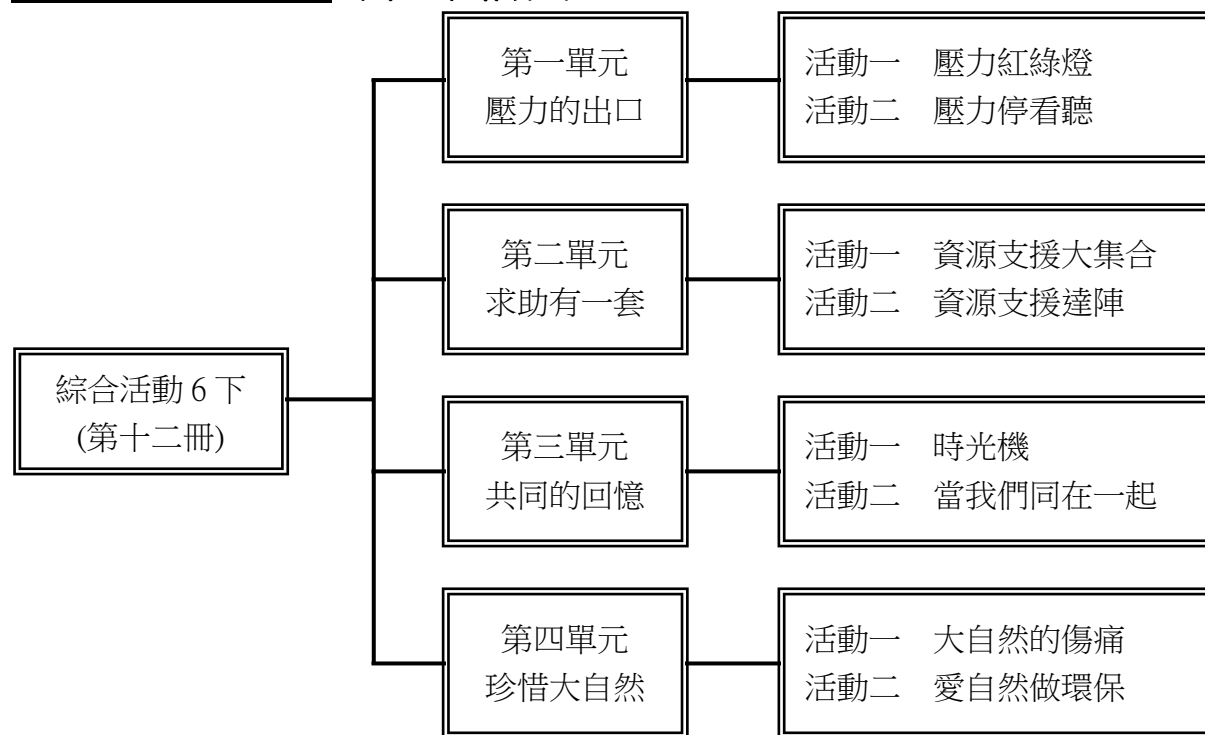 第一單元
壓力的出口
活動一 壓力紅綠燈
活動二 壓力停看聽
第二單元
求助有一套
活動一 資源支援大集合
活動二 資源支援達陣
綜合活動 6 下
(第十二冊)
第三單元
共同的回憶
活動一 時光機
活動二 當我們同在一起
第四單元
珍惜大自然
活動一 大自然的傷痛
活動二 愛自然做環保